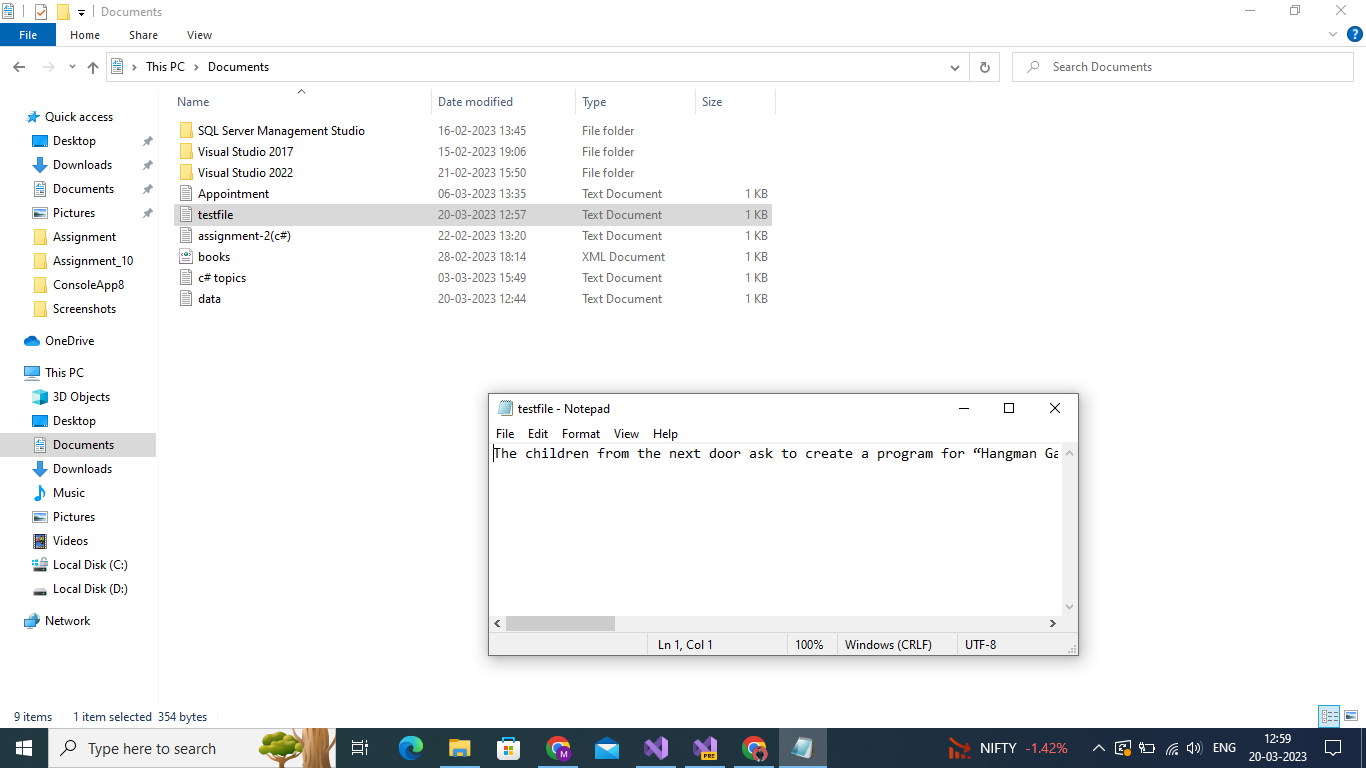 Documents
File Home Share View
This PC Documents
Search Documents
Name Date modified Type Size
SQL Server Management Studio 16-02-2023 13:45 File folder
Visual Studio 2017 15-02-2023 19:06 File folder
Visual Studio 2022 21-02-2023 15:50 File folder
Appointment 06-03-2023 13:35 Text Document 1 KB
testfile 20-03-2023 12:57 Text Document 1 KB
assignment-2(c#) 22-02-2023 13:20 Text Document 1 KB
books 28-02-2023 18:14 XML Document 1 KB
c# topics 03-03-2023 15:49 Text Document 1 KB
data 20-03-2023 12:44 Text Document 1 KB
Quick access
Desktop
Downloads
Documents
Pictures
Assignment
Assignment_10
ConsoleApp8
Screenshots
OneDrive
This PC
3D Objects
Desktop
Documents
Downloads
Music
Pictures
Videos
Local Disk (C:)
Local Disk (D:)
Network
testfile - Notepad
File Edit Format View Help
The children from the next door ask to create a program for “Hangman Ga
Ln 1, Col 1 100% Windows (CRLF) UTF-8
9 items 1 item selected 354 bytes
Type here to search
M
PRE
NIFTY -1.42%
ENG
12:59
20-03-2023